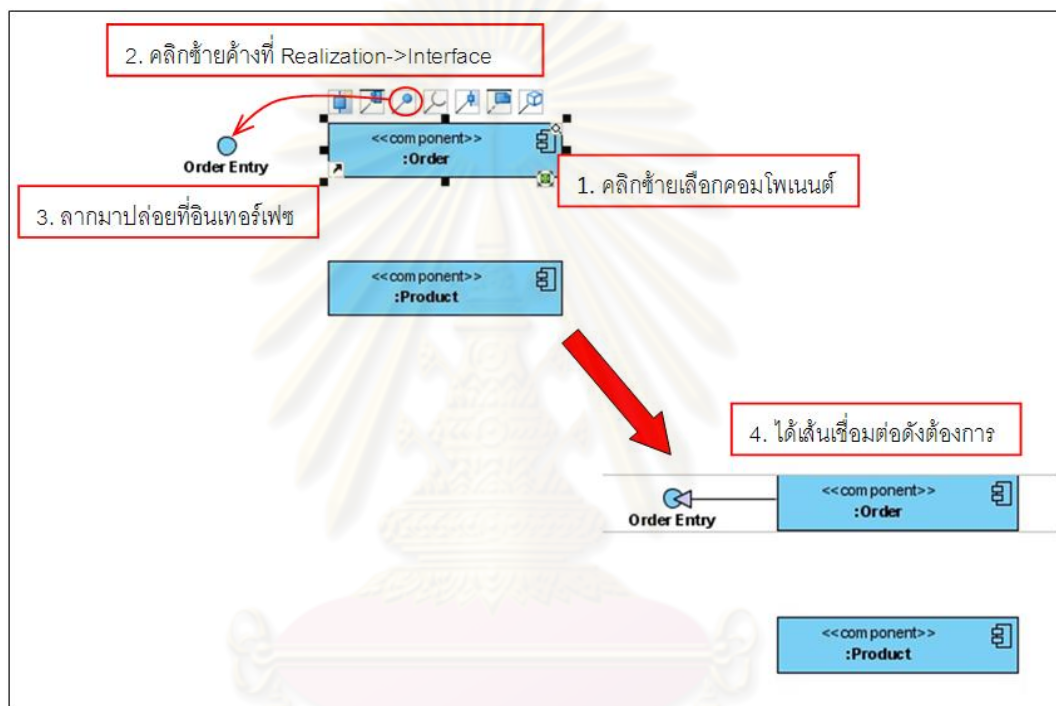 2. คลิกซ้ายค้างที่ Realization->Interface
<<component>>
:Order
Order Entry
1. คลิกซ้ายเลือกคอมโพเนนต์
3. ลากมาปล่อยที่อินเทอร์เฟซ
<<component>>
:Product
4. ได้เส้นเชื่อมต่อดังต้องการ
<<component>>
:Order
Order Entry
<<component>>
:Product